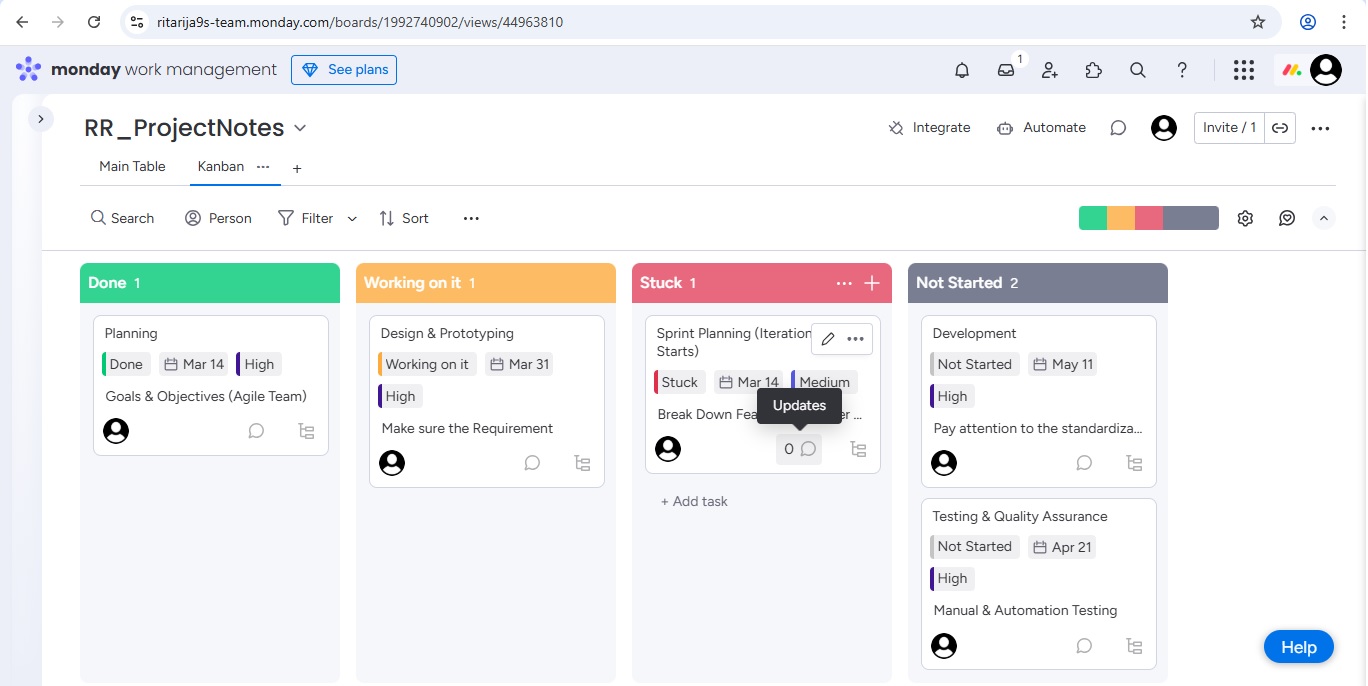 ritarija9s-team.monday.com/boards/1992740902/views/44963810
monday work management See plans 1
RR_ProjectNotes Integrate Automate Invite / 1
Main Table Kanban
Search Person Filter Sort
Done 1
Planning
Done Mar 14 High
Goals & Objectives (Agile Team)
Working on it 1
Design & Prototyping
Working on it Mar 31
High
Make sure the Requirement
Stuck 1
Sprint Planning (Iteration
Starts)
Stuck Mar 14 Medium
Break Down
Updates
0
+ Add task
Not Started 2
Development
Not Started May 11
High
Pay attention to the standardiza...
Testing & Quality Assurance
Not Started Apr 21
High
Manual & Automation Testing
Help